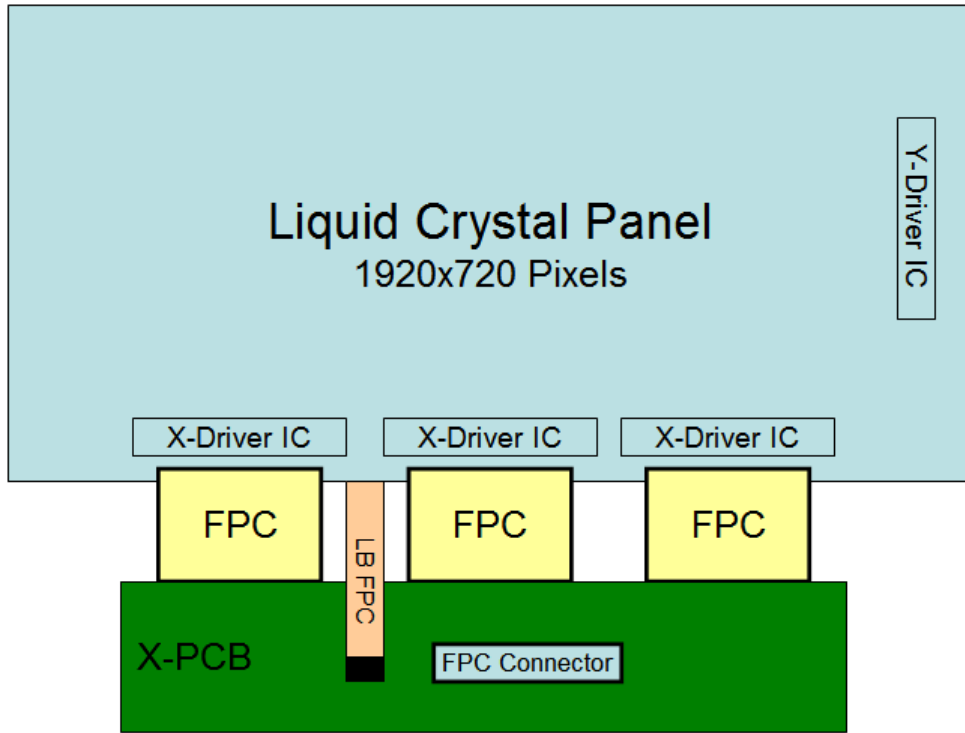 Liquid Crystal Panel
1920x720 Pixels
Y-Driver IC
X-Driver IC
X-Driver IC
X-Driver IC
FPC
LB FPC
FPC
FPC
X-PCB
FPC Connector